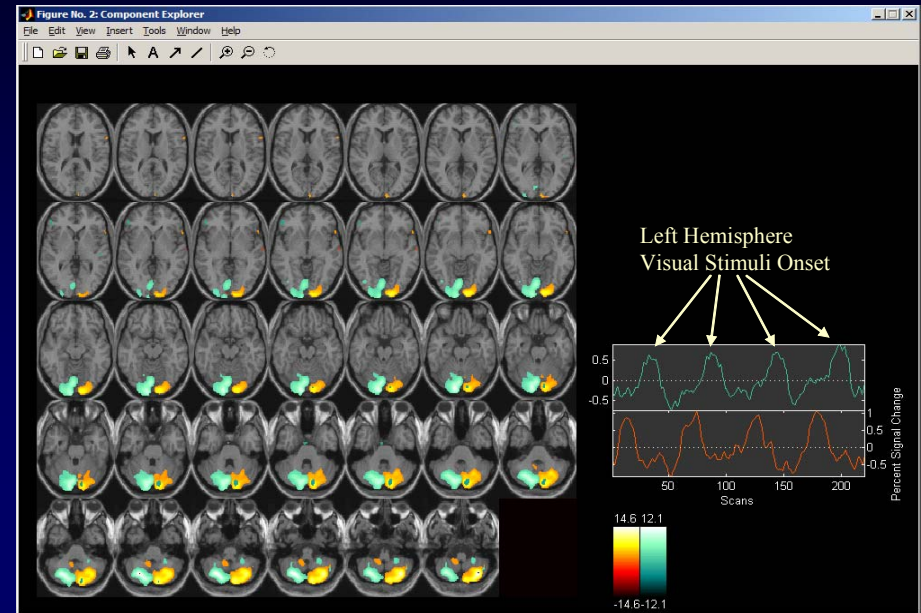 Figure No. 2: Component Explorer
File Edit View Insert Tools Window Help
A
Left Hemisphere
Visual Stimuli Onset
0.5
0
-0.5
1
0.5
0
-0.5
Percent Signal Change
50 100 150 200
Scans
14.6 12.1
-14.6 -12.1